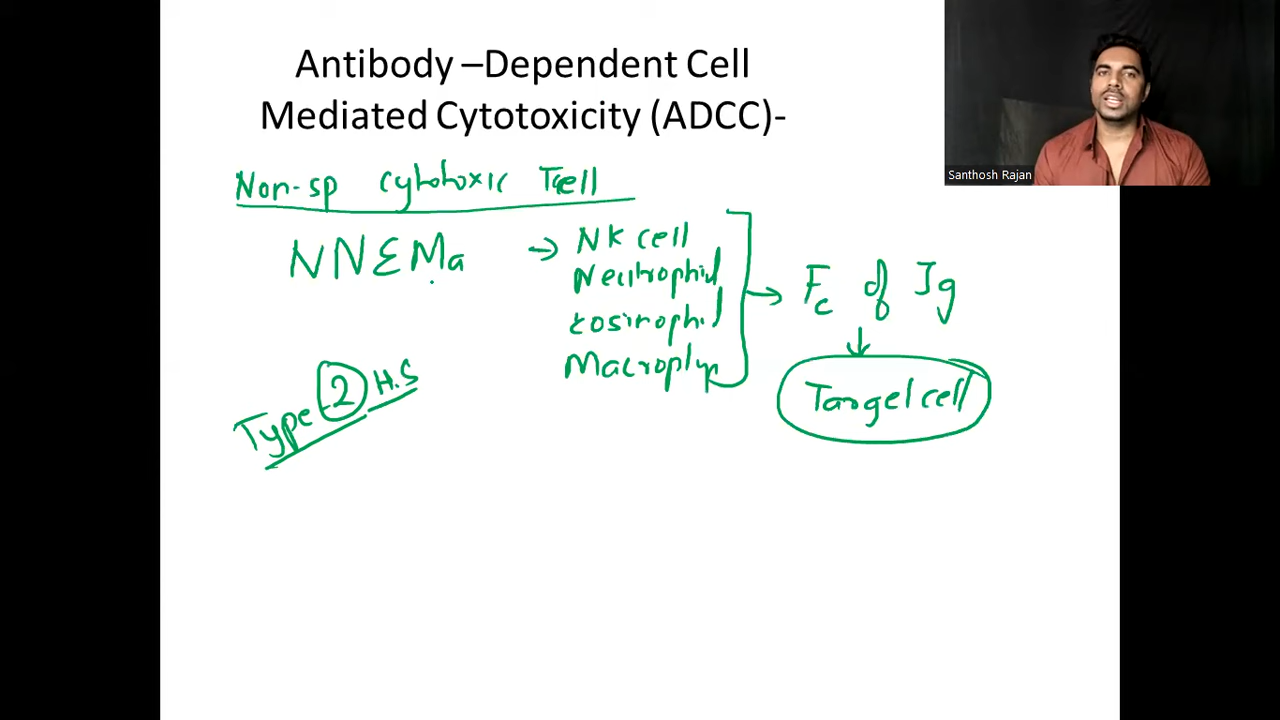 Antibody –Dependent Cell
Mediated Cytotoxicity (ADCC)-
Santhosh Rajan
Non-sp cytotoxic Tcell
NNEMa → NK cell
Neutrophil
Eosinophil
→ Fc of Ig
Target cell
Type 2 H.S